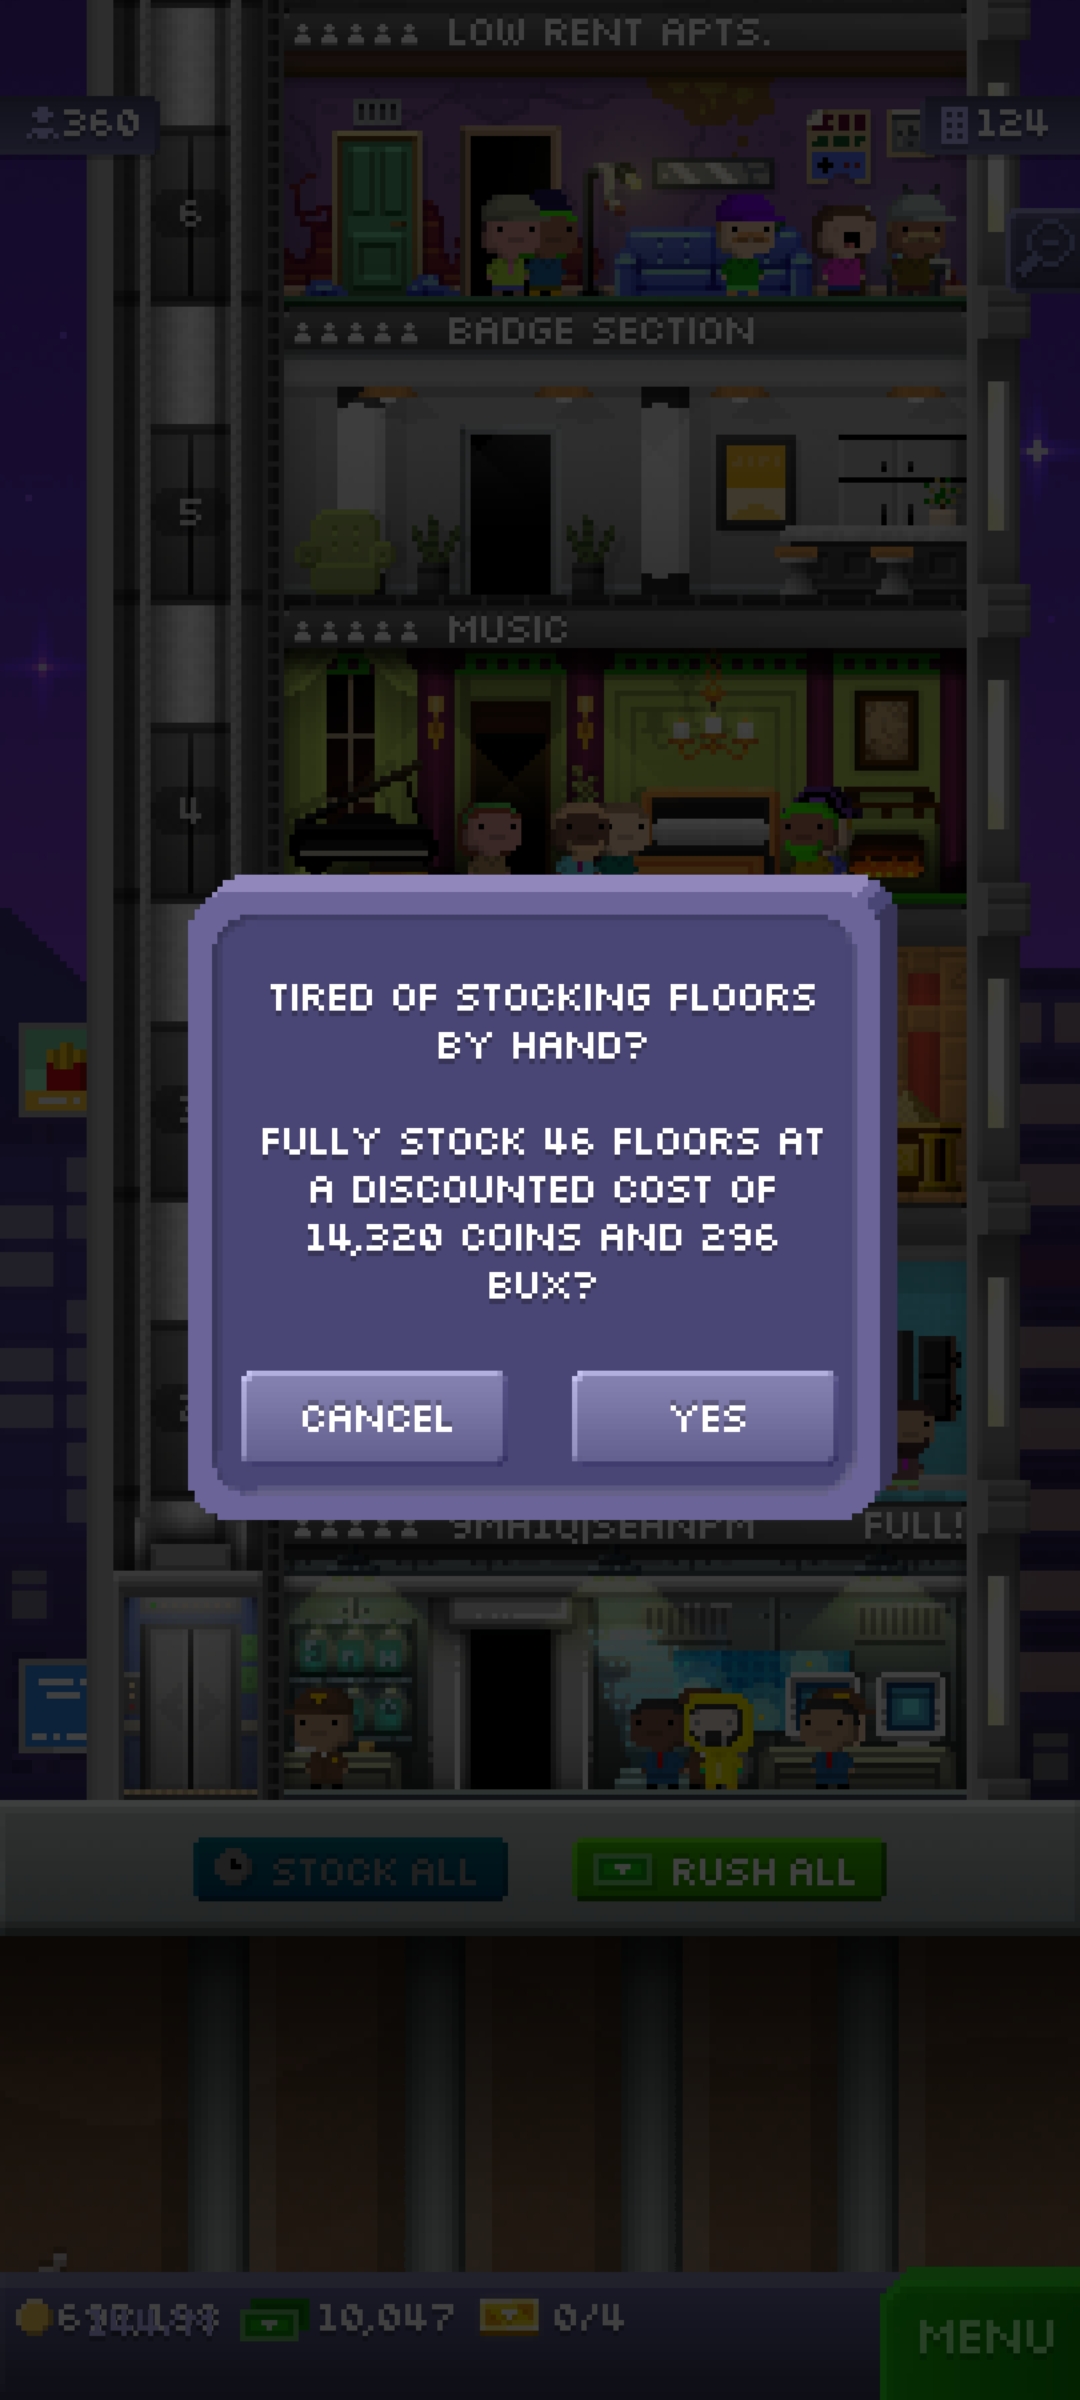 LOW RENT APTS.
360
124
6
BADGE SECTION
5
MUSIC
4
TIRED OF STOCKING FLOORS
BY HAND?
FULLY STOCK 46 FLOORS AT
A DISCOUNTED COST OF
14,320 COINS AND 296
BUX?
CANCEL
YES
FULL!
STOCK ALL
RUSH ALL
10,047
0/4
MENU